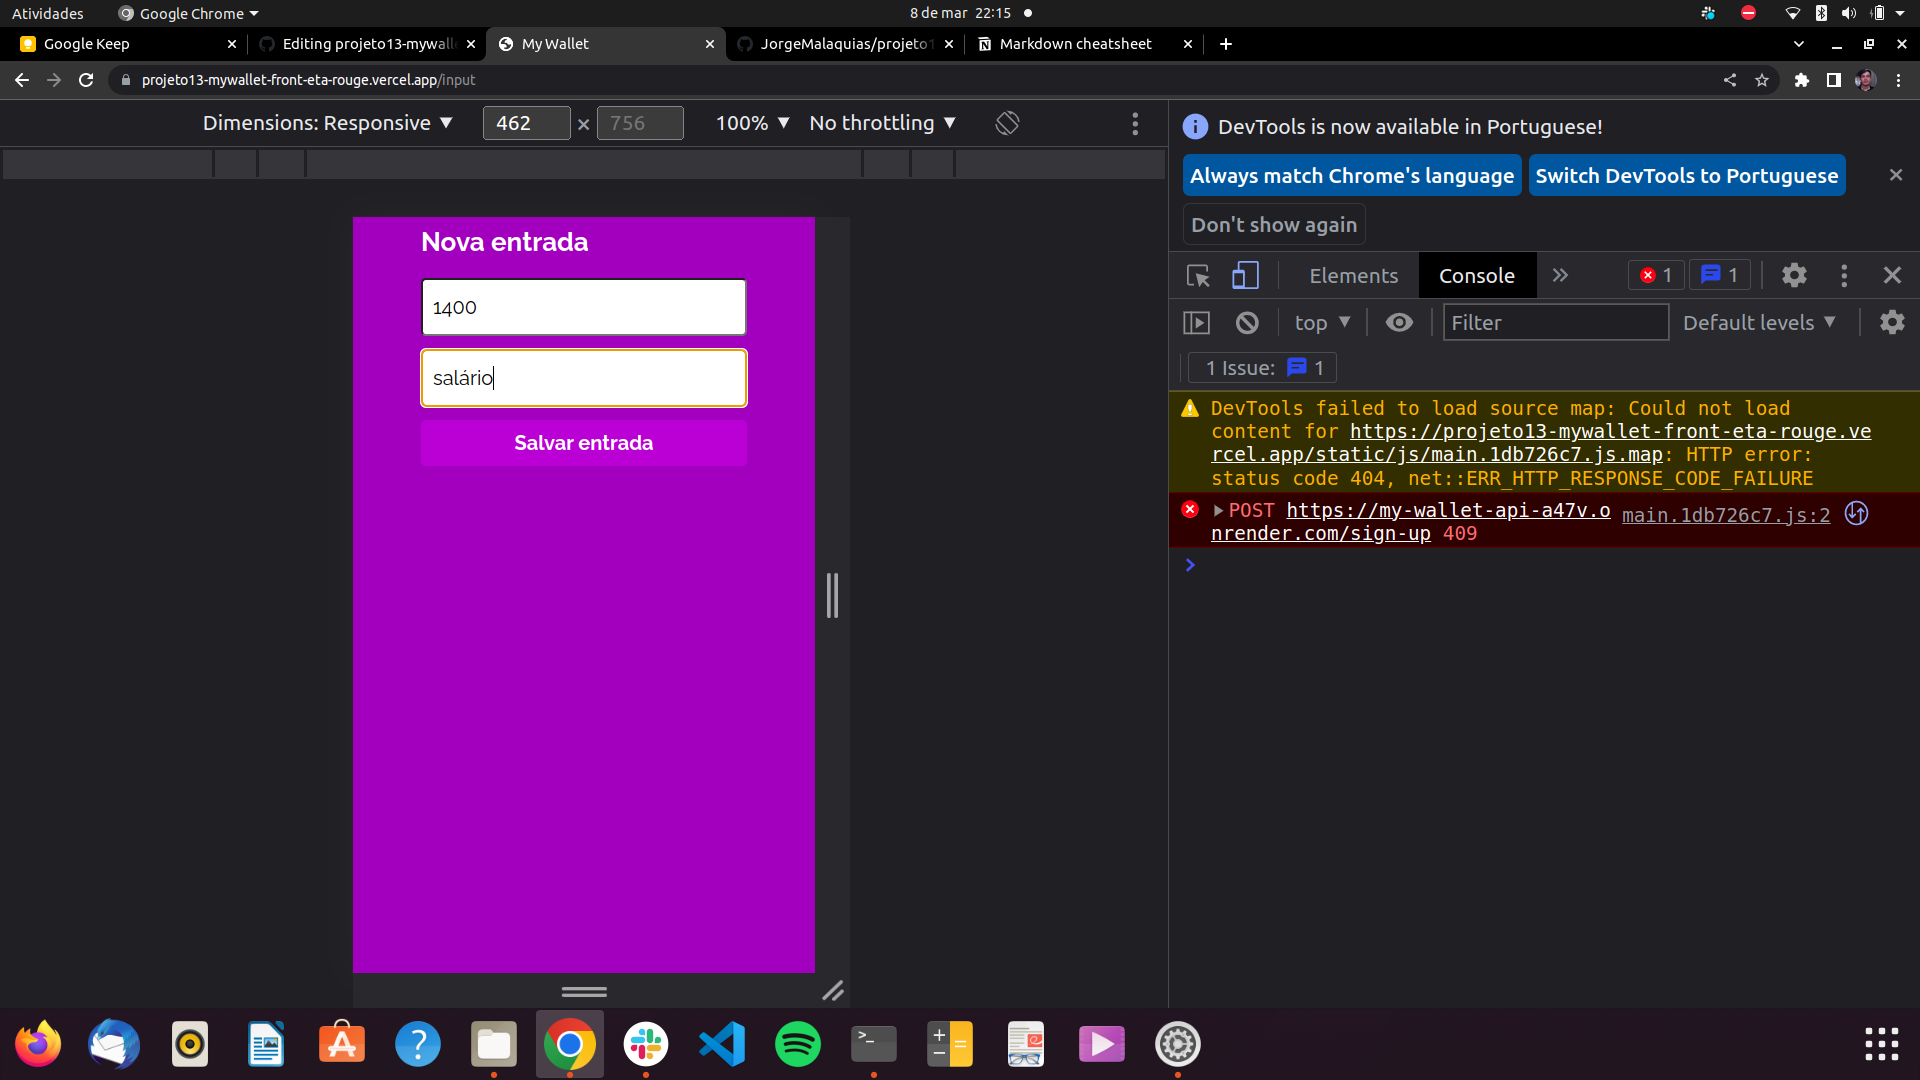 Atividades
Google Chrome
8 de mar 22:15
Google Keep
Editing projeto13-mywall
My Wallet
JorgeMalaquias/projeto1
Markdown cheatsheet
projeto13-mywallet-front-eta-rouge.vercel.app/input
Dimensions: Responsive
462 × 756
100%
No throttling
Nova entrada
1400
salário
Salvar entrada
DevTools is now available in Portuguese!
Always match Chrome's language
Switch DevTools to Portuguese
Don't show again
Elements
Console
1
1
top
Filter
Default levels
1 Issue: 1
DevTools failed to load source map: Could not load
content for https://projeto13-mywallet-front-eta-rouge.ve
rcel.app/static/js/main.1db726c7.js.map: HTTP error:
status code 404, net::ERR_HTTP_RESPONSE_CODE_FAILURE
POST https://my-wallet-api-a47v.o main.1db726c7.js:2
nrender.com/sign-up 409